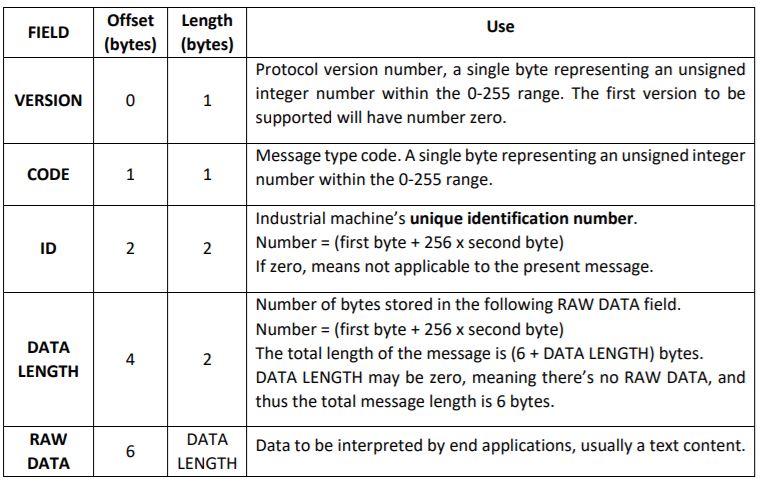 FIELD Offset (bytes) Length (bytes) Use
VERSION 0 1 Protocol version number, a single byte representing an unsigned
integer number within the 0-255 range. The first version to be
supported will have number zero.
CODE 1 1 Message type code. A single byte representing an unsigned integer
number within the 0-255 range.
ID 2 2 Industrial machine’s unique identification number.
Number = (first byte + 256 x second byte)
If zero, means not applicable to the present message.
DATA LENGTH 4 2 Number of bytes stored in the following RAW DATA field.
Number = (first byte + 256 x second byte)
The total length of the message is (6 + DATA LENGTH) bytes.
DATA LENGTH may be zero, meaning there’s no RAW DATA, and
thus the total message length is 6 bytes.
RAW DATA 6 DATA LENGTH Data to be interpreted by end applications, usually a text content.